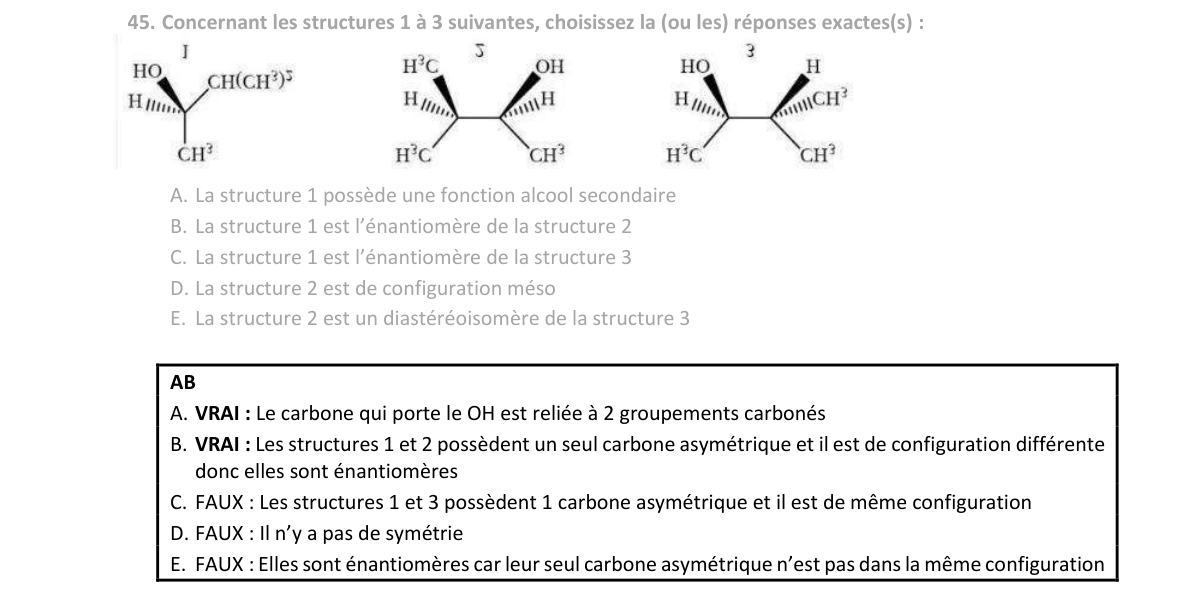 45. Concernant les structures 1 à 3 suivantes, choisissez la (ou les) réponses exactes(s) :
1 2 3
HO CH(CH³)² H³C OH HO H
H H H H CH³
CH³ H³C CH³ H³C CH³
A. La structure 1 possède une fonction alcool secondaire
B. La structure 1 est l’énantiomère de la structure 2
C. La structure 1 est l’énantiomère de la structure 3
D. La structure 2 est de configuration méso
E. La structure 2 est un diastéréoisomère de la structure 3
AB
A. VRAI : Le carbone qui porte le OH est reliée à 2 groupements carbonés
B. VRAI : Les structures 1 et 2 possèdent un seul carbone asymétrique et il est de configuration différente
donc elles sont énantiomères
C. FAUX : Les structures 1 et 3 possèdent 1 carbone asymétrique et il est de même configuration
D. FAUX : Il n’y a pas de symétrie
E. FAUX : Elles sont énantiomères car leur seul carbone asymétrique n’est pas dans la même configuration